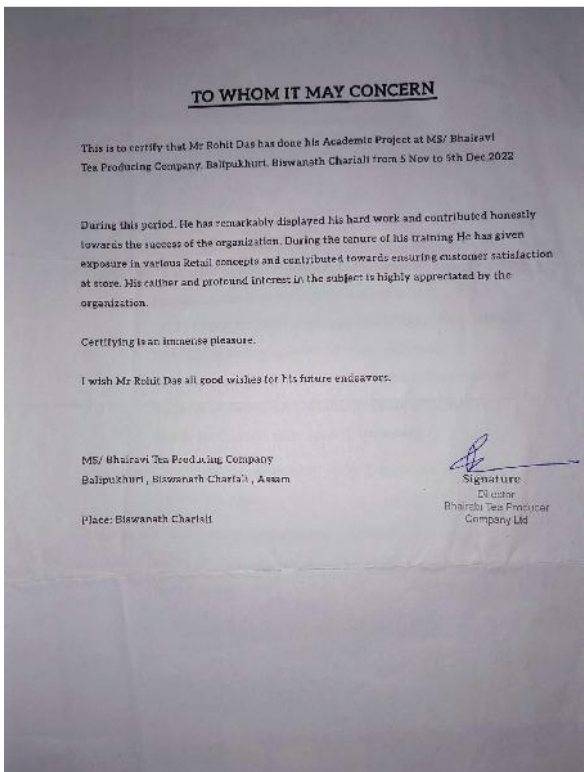 TO WHOM IT MAY CONCERN
This is to certify that Mr Rohit Das has done his Academic Project at MS/ Bhairavi
Tea Producing Company, Balipukhuri, Biswanath Chariali from 5 Nov to 5th Dec 2022
During this period. He has remarkably displayed his hard work and contributed honestly
towards the success of the organization. During the tenure of his training He has given
exposure in various Retail concepts and contributed towards ensuring customer satisfaction
at store. His caliber and profound interest in the subject is highly appreciated by the
organization.
Certifying is an immense pleasure.
I wish Mr Rohit Das all good wishes for his future endeavors.
MS/ Bhairavi Tea Producing Company
Balipukhuri , Biswanath Chariali , Assam
Signature
Director
Bhairabi Tea Producer
Company Ltd
Place: Biswanath Chariali